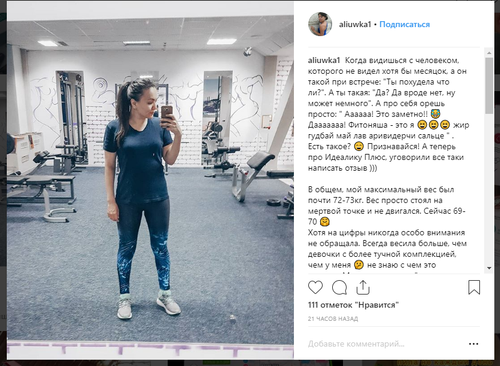 aliuwka1 • Подписаться
aliuwka1 Когда видишься с человеком,
которого не видел хотя бы месяцок, а он
такой при встрече: "Ты похудела что
ли?". А ты такая: "Да? Да вроде нет, ну
может немного". А про себя орешь
просто: " Аааааа! Это заметно!! 😹
Дааааааа! Фитоняша - это я 😄😄😄 жир
гудбай май лав аривидерчи сальце " .
Есть такое? 😄 Признавайся! А теперь
про Идеалику Плюс, уговорили все таки
написать отзыв )))
В общем, мой максимальный вес был
почти 72-73кг. Вес просто стоял на
мертвой точке и не двигался. Сейчас 69-
70 😕
Хотя на цифры никогда особо внимания
не обращала. Всегда весила больше, чем
девочки с более тучной комплекцией,
чем у меня 😕 не знаю с чем это
111 отметок "Нравится"
21 ЧАСОВ НАЗАД
Добавьте комментарий...